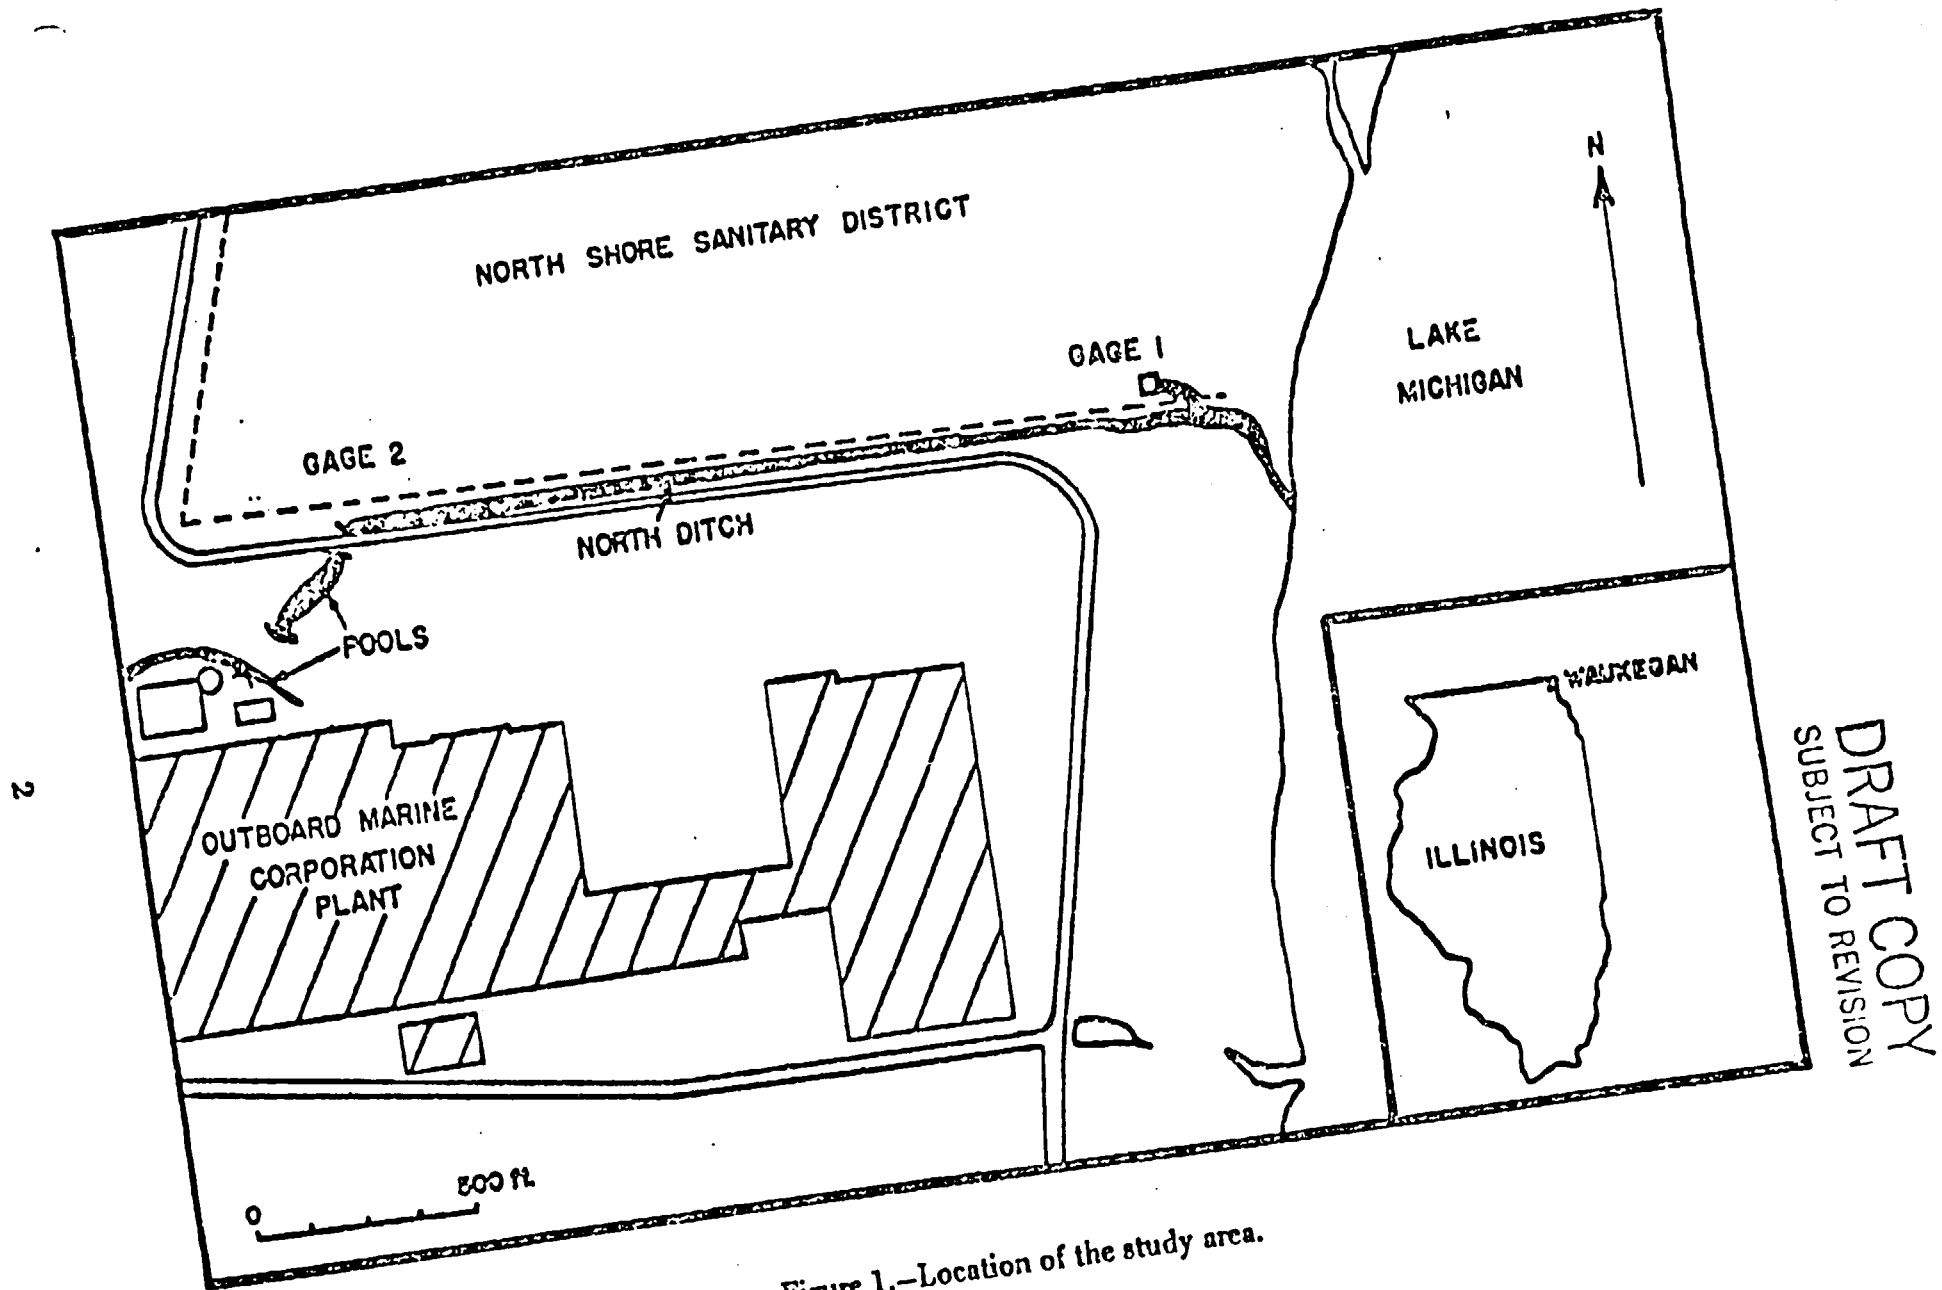 N
NORTH SHORE SANITARY DISTRICT
GAGE 1
LAKE
MICHIGAN
GAGE 2
NORTH DITCH
POOLS
WAUKEGAN
OUTBOARD MARINE
CORPORATION
PLANT
ILLINOIS
DRAFT COPY
SUBJECT TO REVISION
2
0
500 ft.
Figure 1.—Location of the study area.